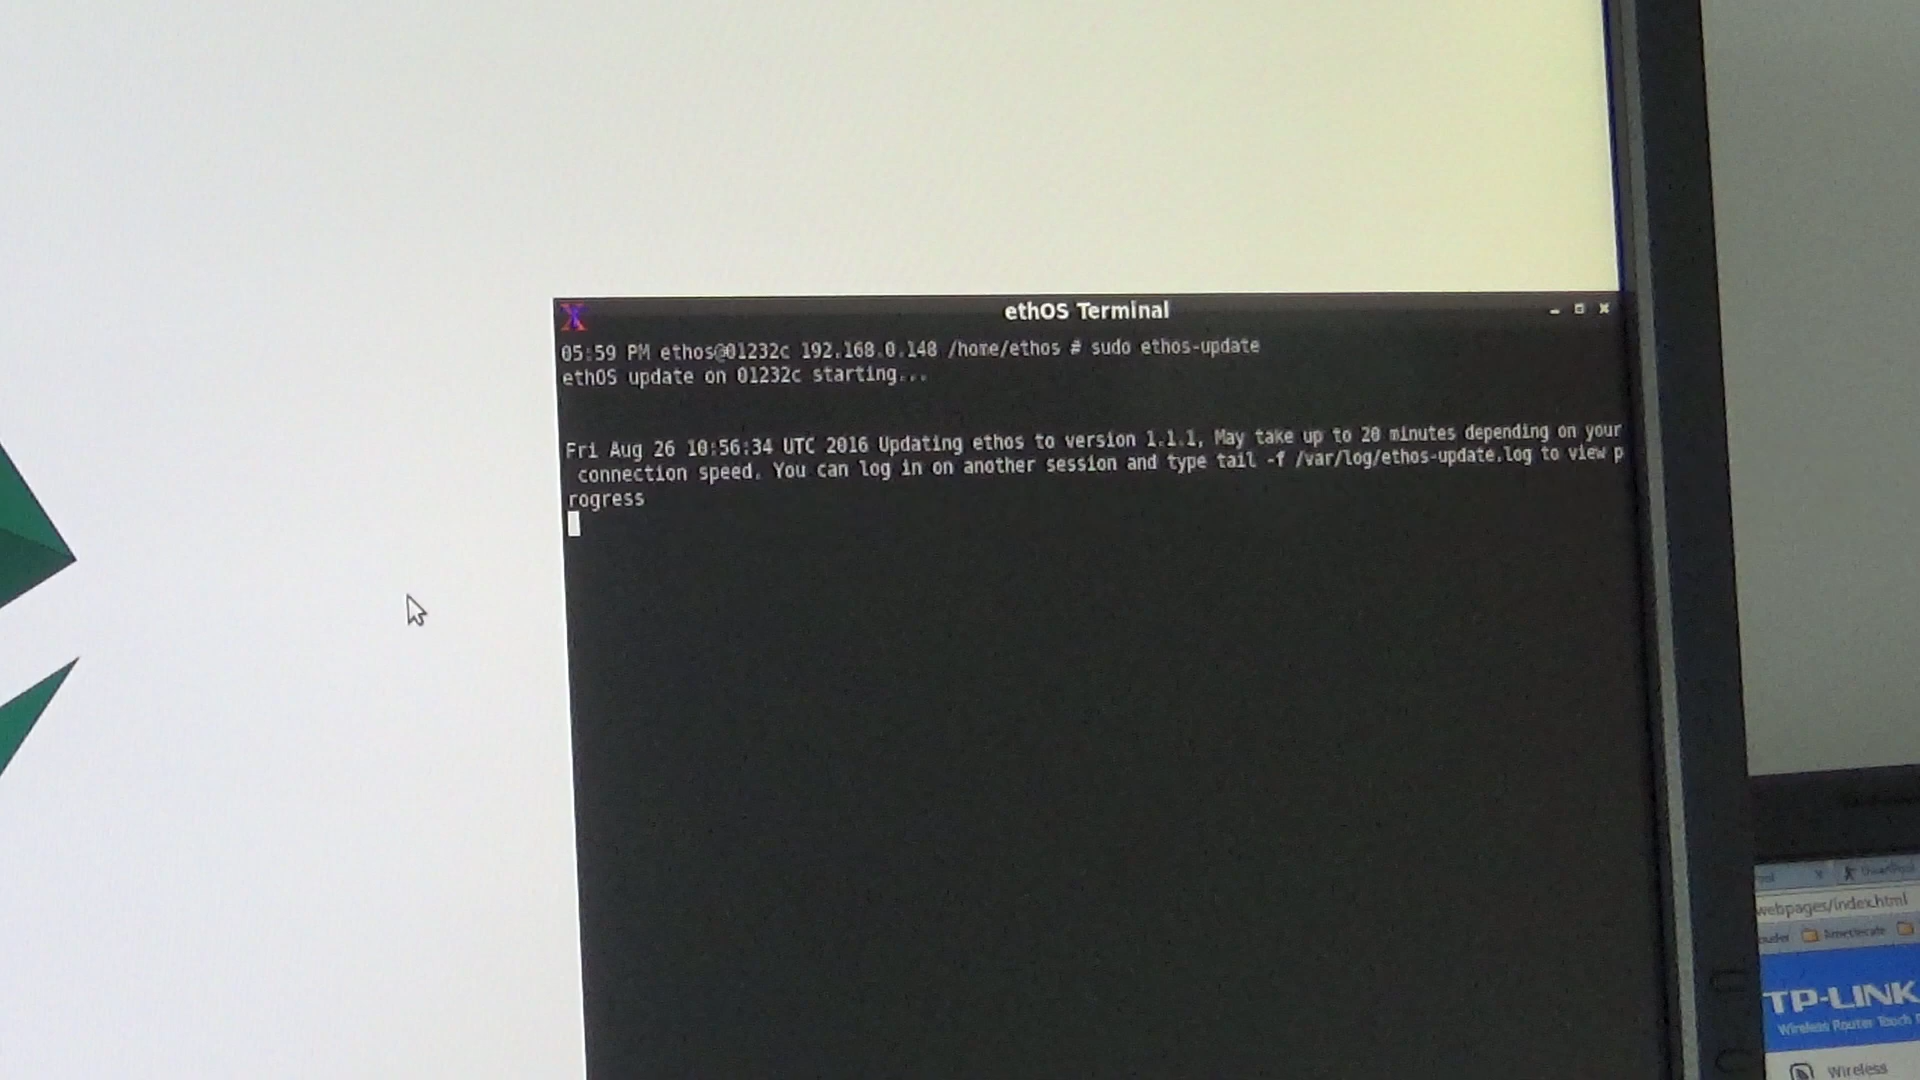 ethOS Terminal
05:59 PM ethos@01232c 192.168.0.148 /home/ethos # sudo ethos-update
ethOS update on 01232c starting...
Fri Aug 26 10:56:34 UTC 2016 Updating ethos to version 1.1.1, May take up to 20 minutes depending on your
connection speed. You can log in on another session and type tail -f /var/log/ethos-update.log to view p
rogress
webpages/index.html
TP-LINK
Wireless Router Touch
Wireless